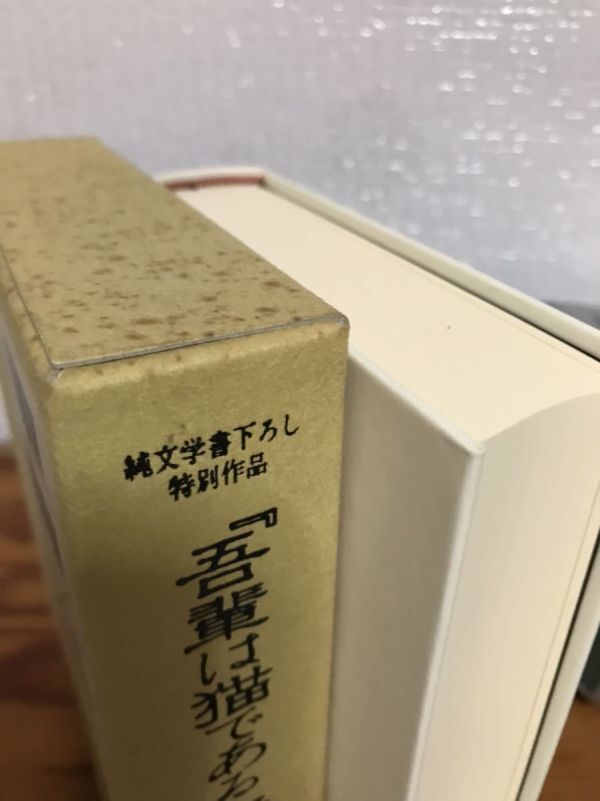 純文学書下ろし
特別作品
『吾輩は猫である